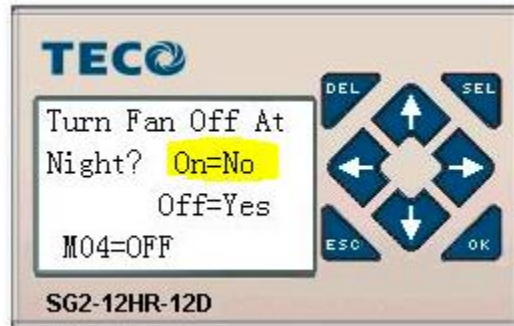 TECO
DEL
SEL
Turn Fan Off At
Night? On=No
Off=Yes
M04=OFF
ESC
OK
SG2-12HR-12D